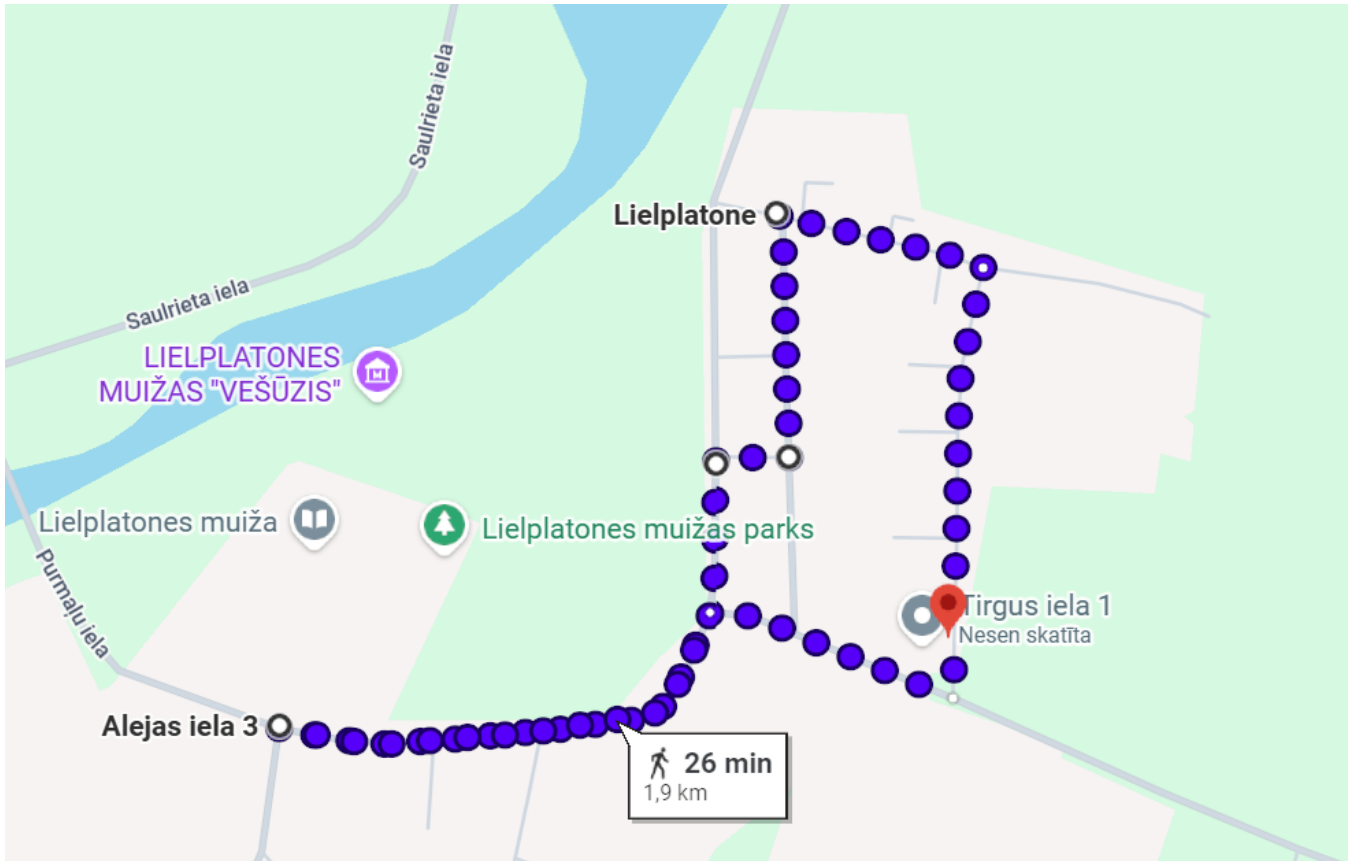 Saulrieta iela
Lielplatone
Saulrieta iela
LIELPLATONES
MUIŽAS "VEŠŪZIS"
Lielplatones muiža
Lielplatones muižas parks
Purmaļu iela
Tirgus iela 1
Nesen skatīta
Alejas iela 3
26 min
1,9 km